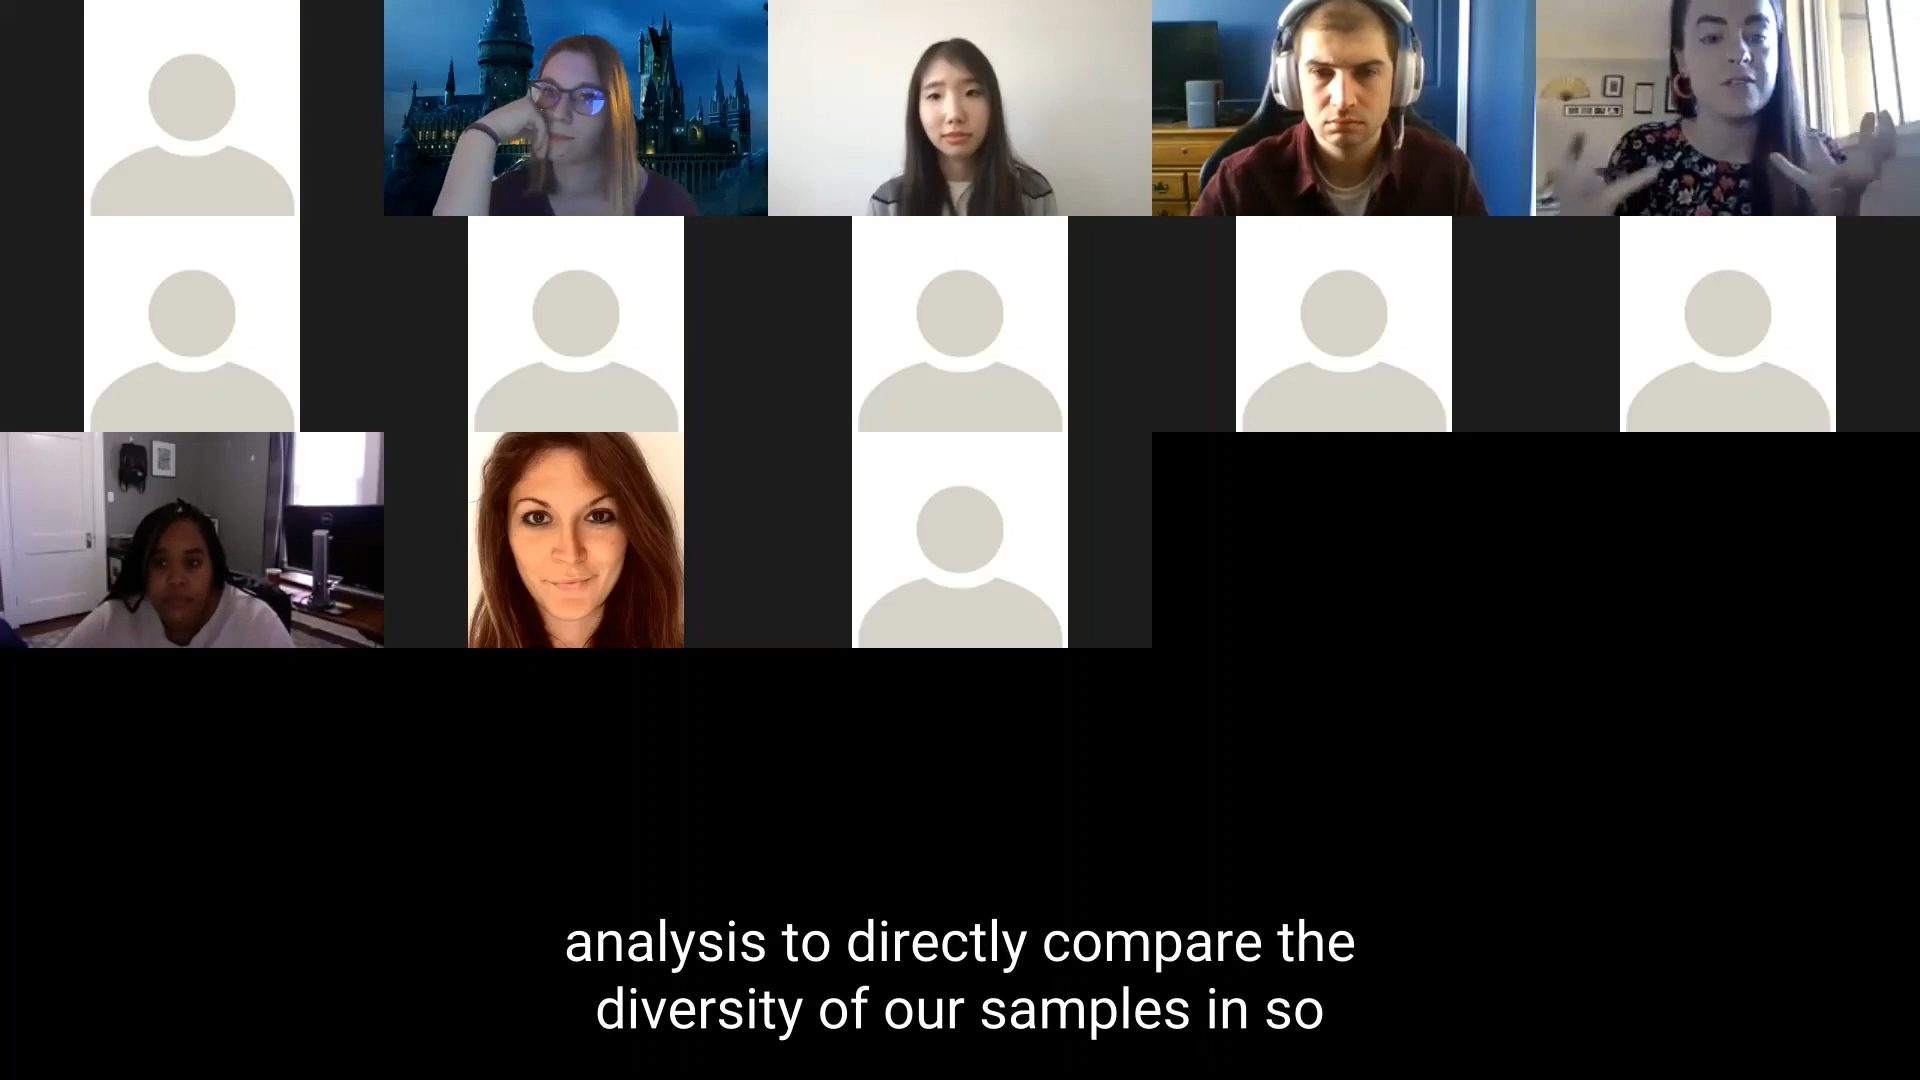 analysis to directly compare the
diversity of our samples in so